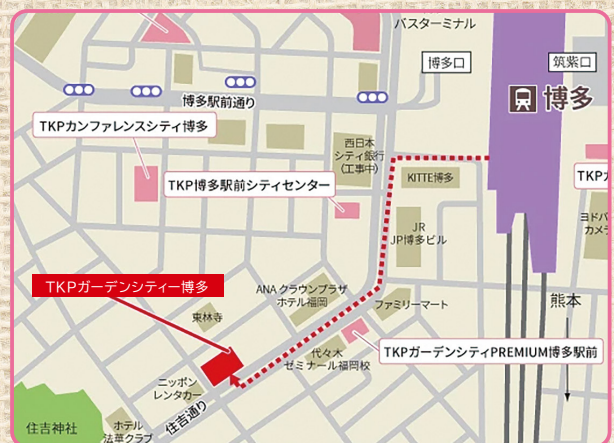 バスターミナル
博多口
筑紫口
博多
博多駅前通り
TKPカンファレンスシティ博多
西日本
シティ銀行
(工事中)
KITTE博多
TKP博多駅前シティセンター
JR
JP博多ビル
ヨドバ
カメラ
TKPガーデンシティー博多
ANA クラウンプラザ
ホテル福岡
ファミリーマート
熊本
東林寺
代々木
ゼミナール福岡校
TKPガーデンシティPREMIUM博多駅前
ニッポン
レンタカー
住吉通り
住吉神社
ホテル
法華クラブ